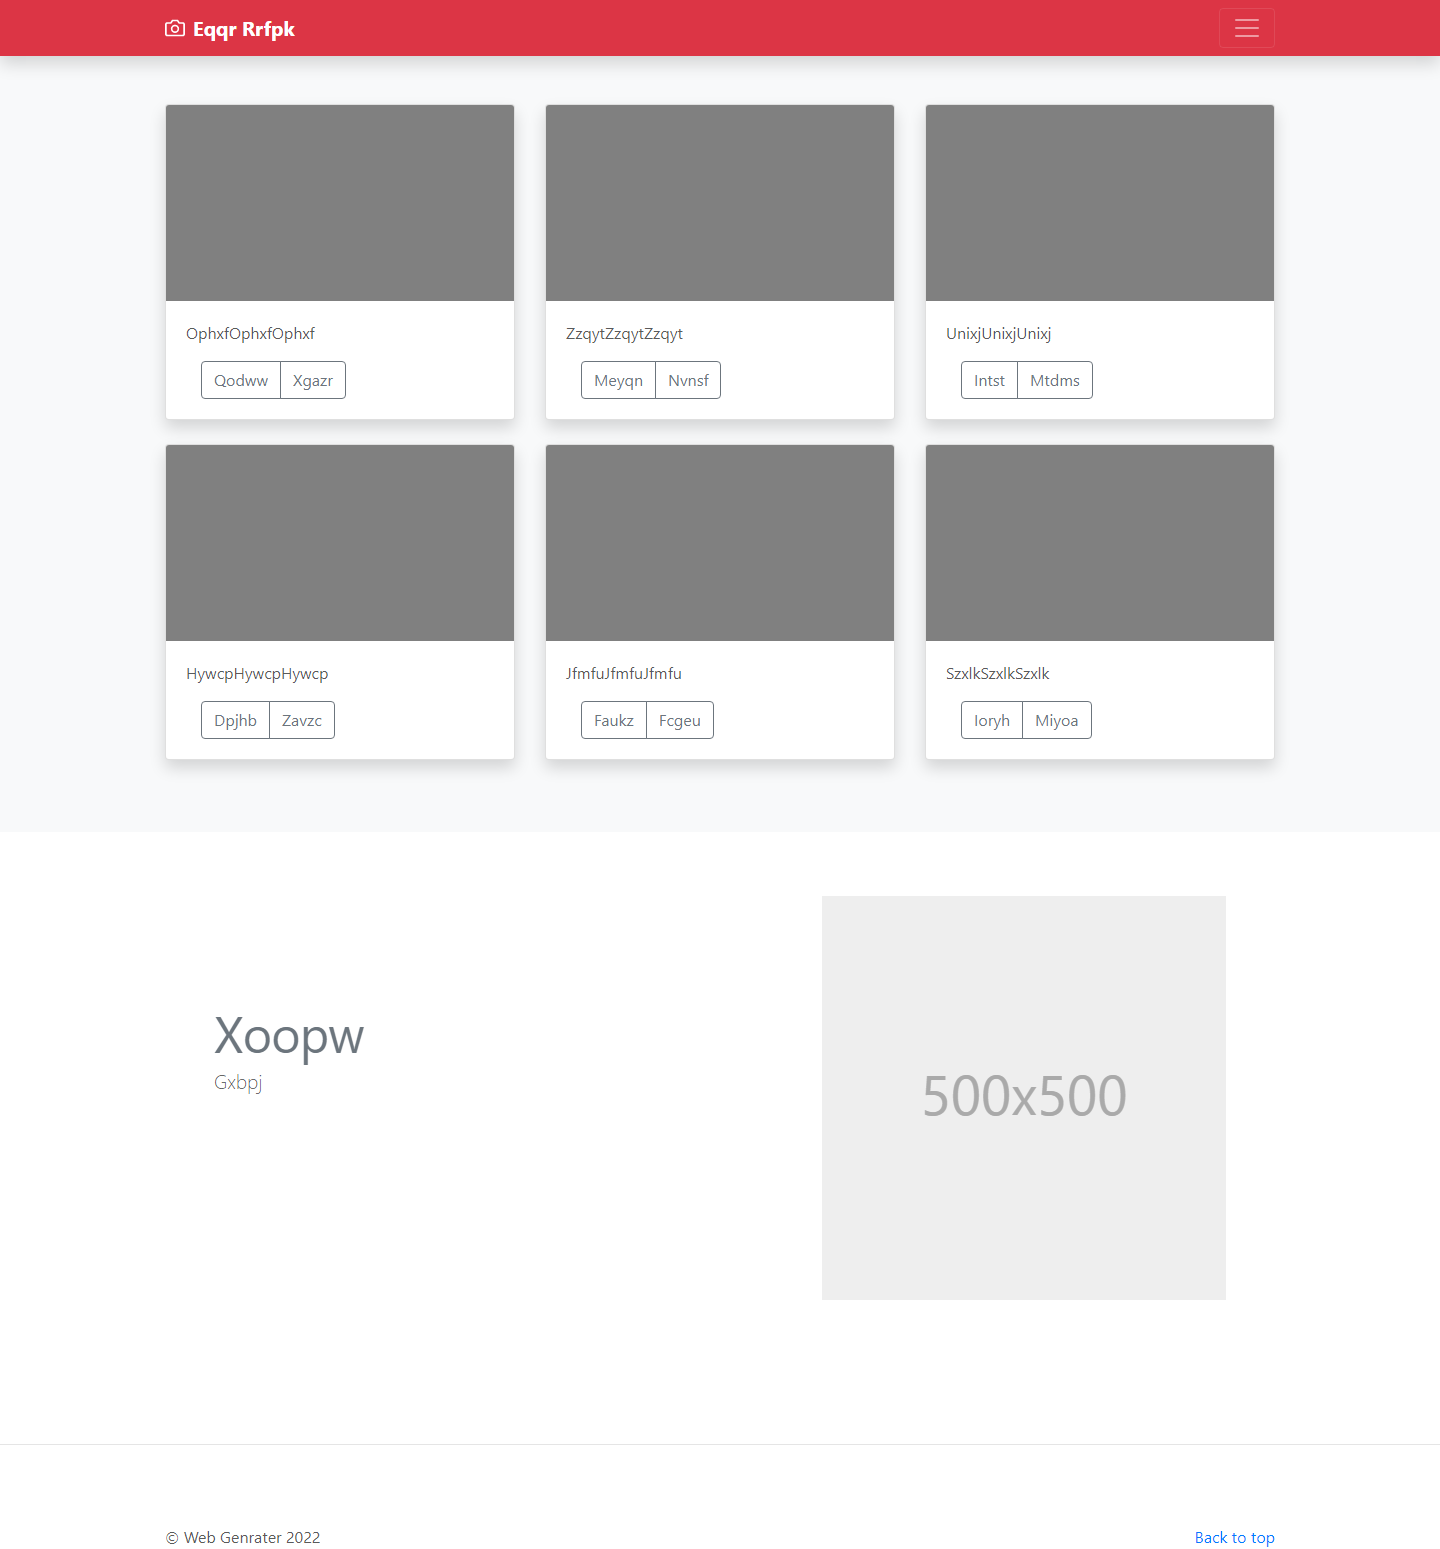 Eqqr Rrfpk
OphxfOphxfOphxf
Qodww Xgazr
ZzqytZzqytZzqyt
Meyqn Nvnsf
UnixjUnixjUnixj
Intst Mtdms
HywcpHywcpHywcp
Dpjhb Zavzc
JfmfuJfmfuJfmfu
Faukz Fcgeu
SzxlkSzxlkSzxlk
Ioryh Miyoa
Xoopw
Gxbpj
500x500
© Web Genrater 2022
Back to top